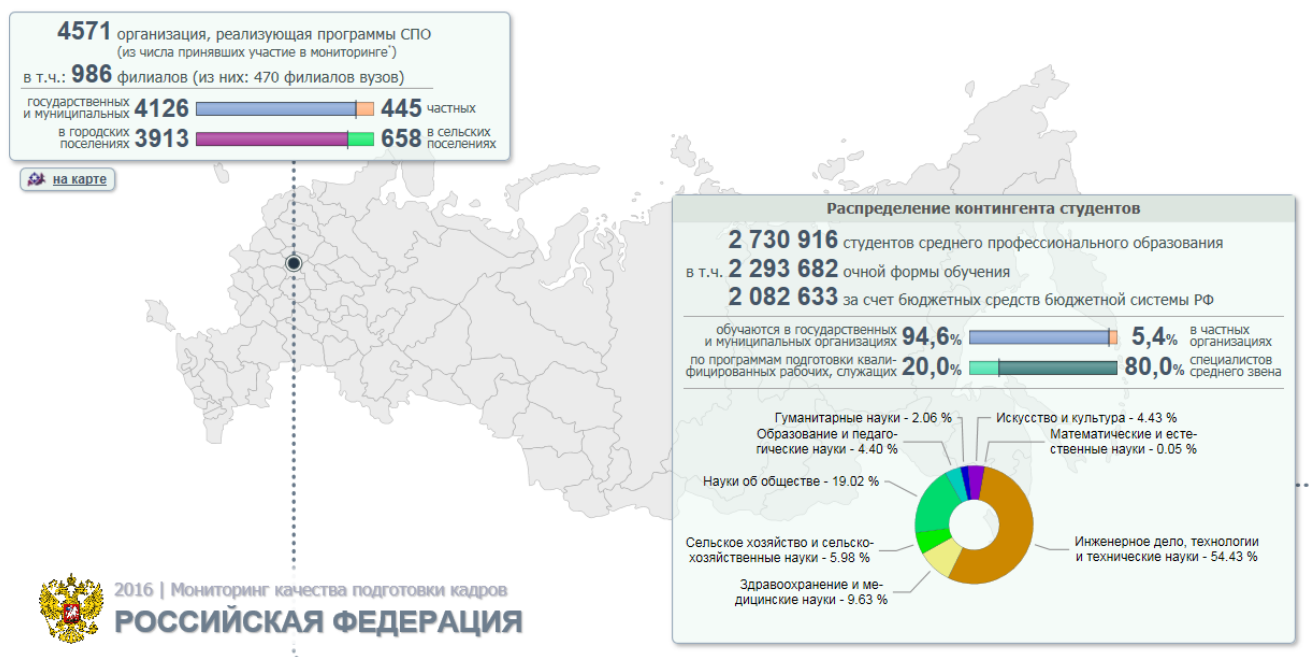 4571 организация, реализующая программы СПО
(из числа принявших участие в мониторинге*)
в т.ч.: 986 филиалов (из них: 470 филиалов вузов)
государственных и муниципальных 4126 445 частных
в городских поселениях 3913 658 в сельских поселениях
на карте
Распределение контингента студентов
2 730 916 студентов среднего профессионального образования
в т.ч. 2 293 682 очной формы обучения
2 082 633 за счет бюджетных средств бюджетной системы РФ
обучаются в государственных
и муниципальных организациях 94,6% 5,4% в частных
организациях
по программам подготовки квали-
фицированных рабочих, служащих 20,0% 80,0% специалистов
среднего звена
Гуманитарные науки - 2.06 %
Искусство и культура - 4.43 %
Образование и педаго-
гические науки - 4.40 %
Математические и есте-
ственные науки - 0.05 %
Науки об обществе - 19.02 %
Сельское хозяйство и сельско-
хозяйственные науки - 5.98 %
Инженерное дело, технологии
и технические науки - 54.43 %
Здравоохранение и ме-
дицинские науки - 9.63 %
2016 | Мониторинг качества подготовки кадров
РОССИЙСКАЯ ФЕДЕРАЦИЯ